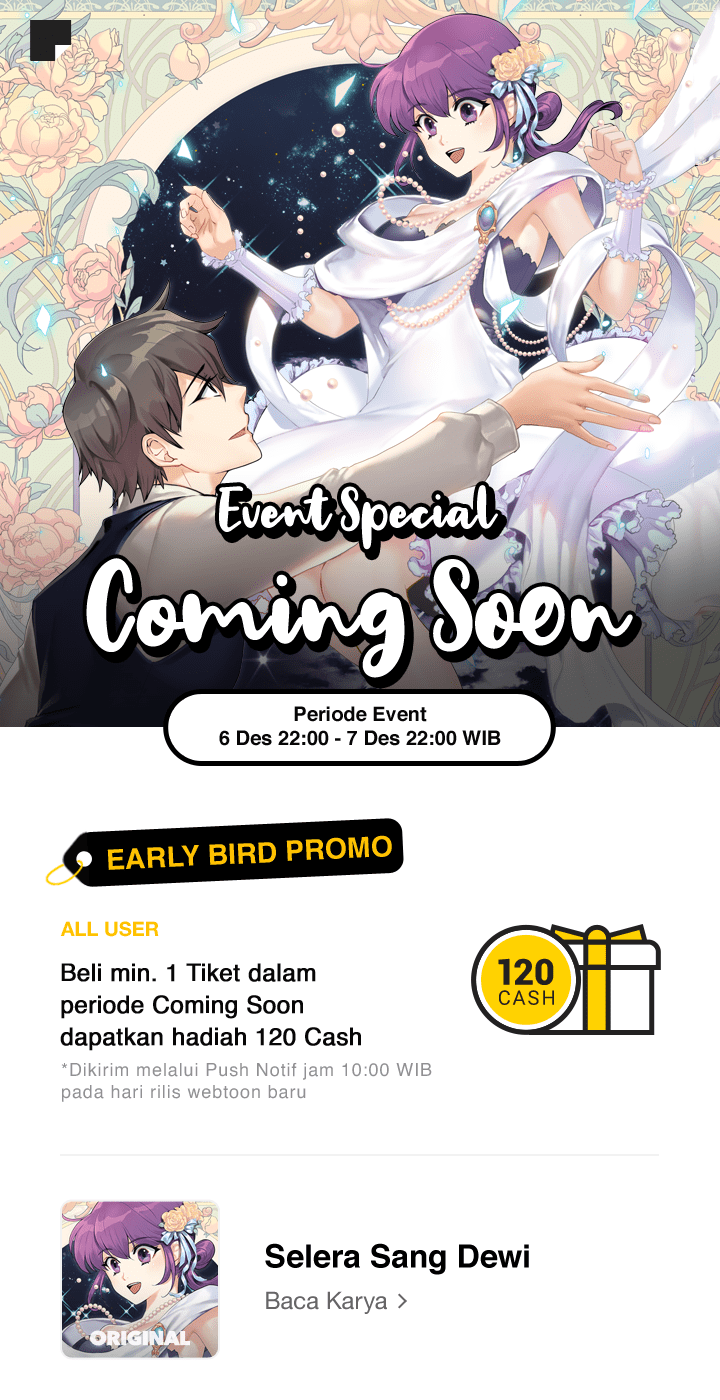 Event Special
Coming Soon
Periode Event
6 Des 22:00 - 7 Des 22:00 WIB
EARLY BIRD PROMO
ALL USER
Beli min. 1 Tiket dalam
periode Coming Soon
dapatkan hadiah 120 Cash
120
CASH
*Dikirim melalui Push Notif jam 10:00 WIB
pada hari rilis webtoon baru
ORIGINAL
Selera Sang Dewi
Baca Karya >